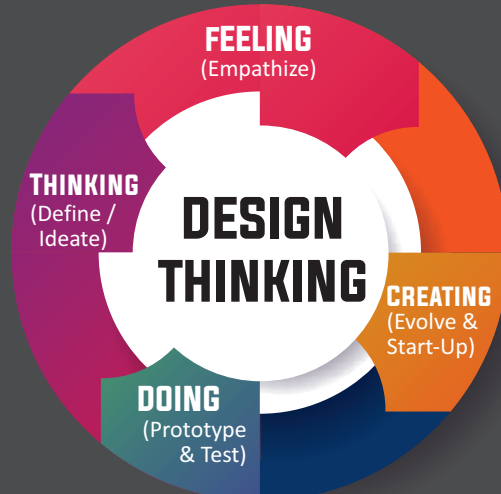 FEELING
(Empathize)
THINKING
(Define /
Ideate)
DESIGN
THINKING
CREATING
(Evolve &
Start-Up)
DOING
(Prototype
& Test)